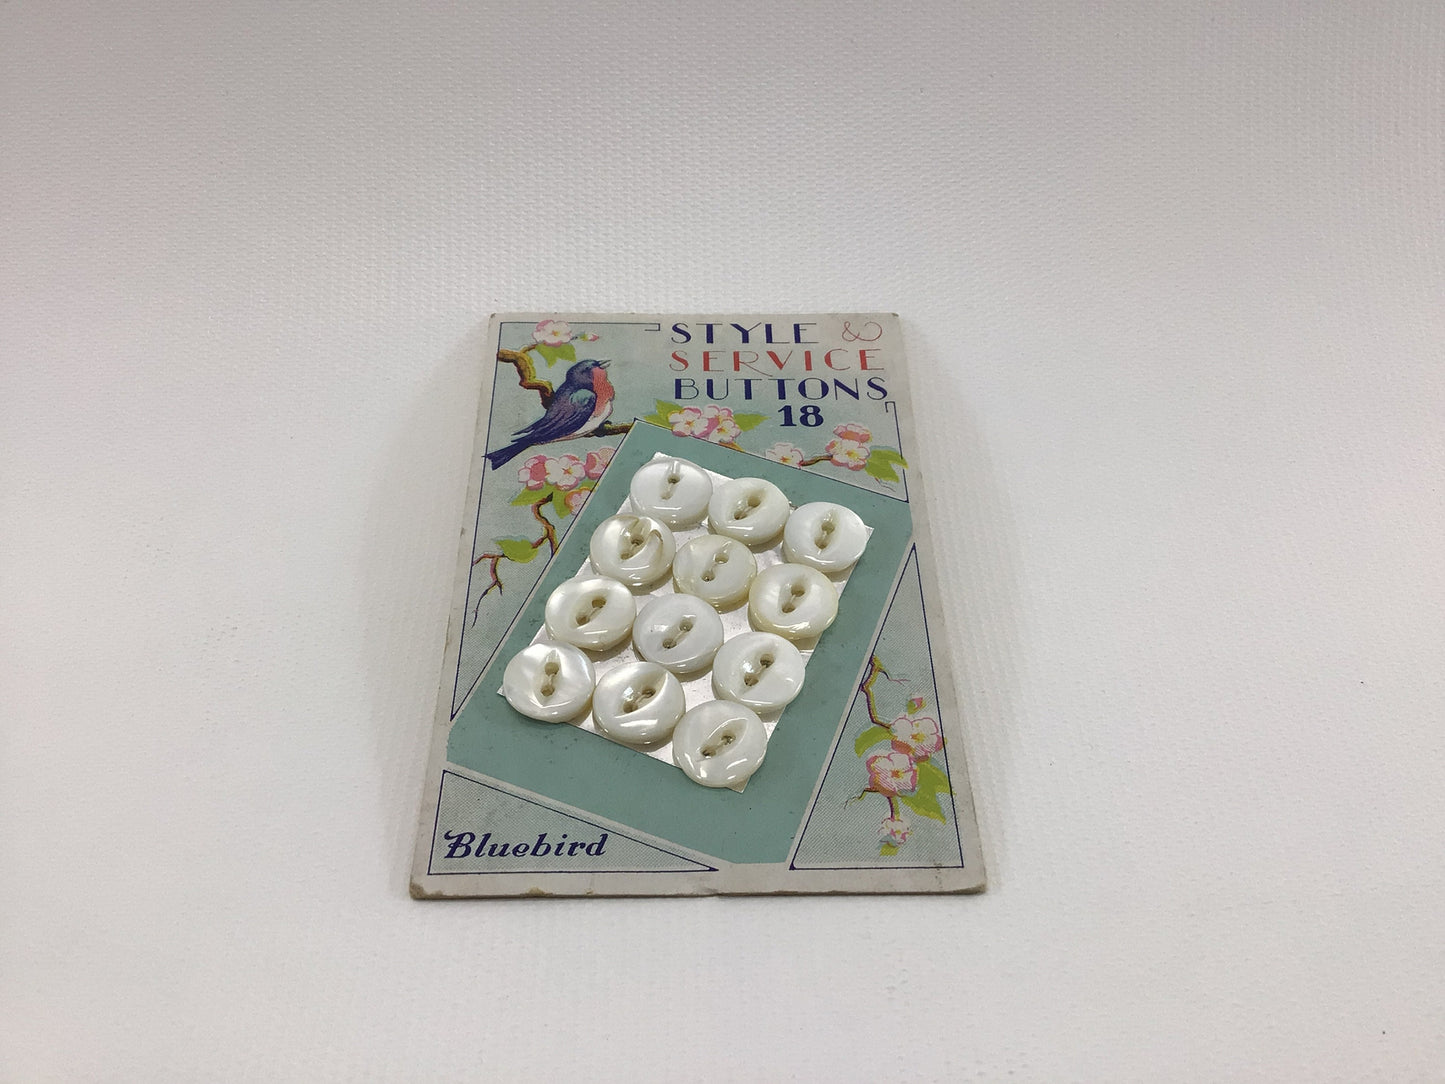 STYLE &
SERVICE
BUTTONS
18
Bluebird